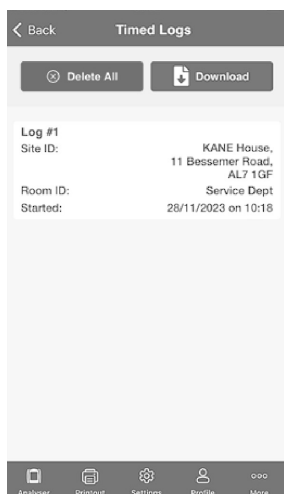 Back Timed Logs
Delete All Download
Log #1
Site ID: KANE House,
11 Bessemer Road,
AL7 1GF
Room ID: Service Dept
Started: 28/11/2023 on 10:18
Analyser Printout Settings Profile More